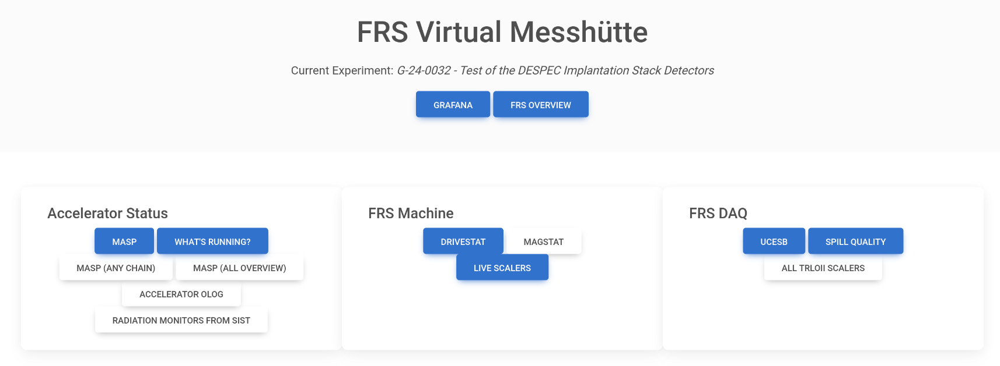 FRS Virtual Messhütte
Current Experiment: G-24-0032 - Test of the DESPEC Implantation Stack Detectors
GRAFANA FRS OVERVIEW
Accelerator Status
MASP WHAT'S RUNNING?
MASP (ANY CHAIN) MASP (ALL OVERVIEW)
ACCELERATOR OLOG
RADIATION MONITORS FROM SIST
FRS Machine
DRIVESTAT MAGSTAT
LIVE SCALERS
FRS DAQ
UCESB SPILL QUALITY
ALL TRLOII SCALERS